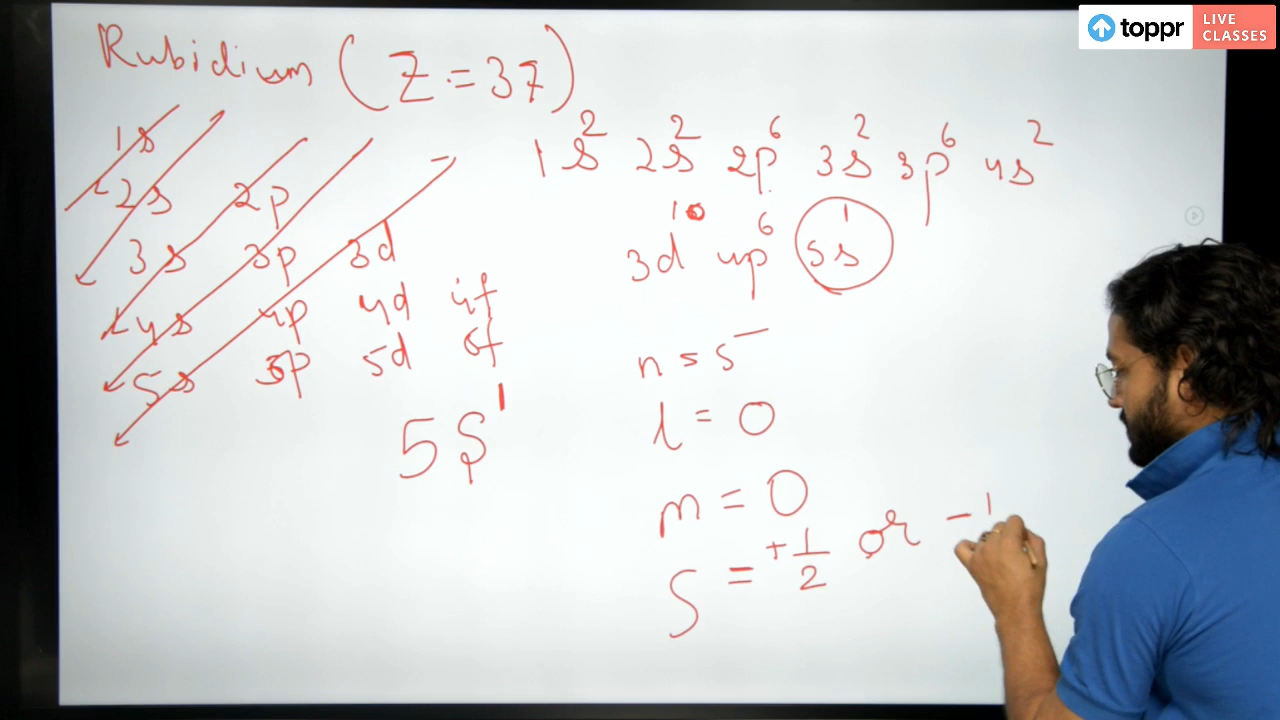 toppr LIVE CLASSES
Rubidium (Z = 37)
1s² 2s² 2p⁶ 3s² 3p⁶ 4s²
3d¹⁰ 4p⁶ 5s¹
1s
2s 2p
3s 3p 3d
4s 4p 4d 4f
5s 5p 5d 5f
5s¹
n = 5
l = 0
m = 0
s = +1/2 or -1